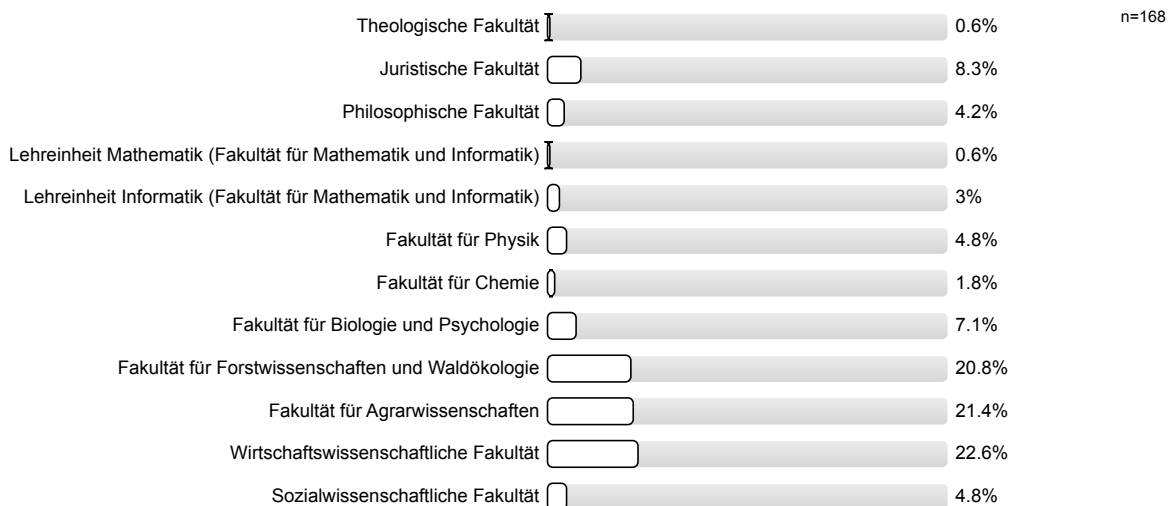 n=168
Theologische Fakultät 0.6%
Juristische Fakultät 8.3%
Philosophische Fakultät 4.2%
Lehreinheit Mathematik (Fakultät für Mathematik und Informatik) 0.6%
Lehreinheit Informatik (Fakultät für Mathematik und Informatik) 3%
Fakultät für Physik 4.8%
Fakultät für Chemie 1.8%
Fakultät für Biologie und Psychologie 7.1%
Fakultät für Forstwissenschaften und Waldökologie 20.8%
Fakultät für Agrarwissenschaften 21.4%
Wirtschaftswissenschaftliche Fakultät 22.6%
Sozialwissenschaftliche Fakultät 4.8%